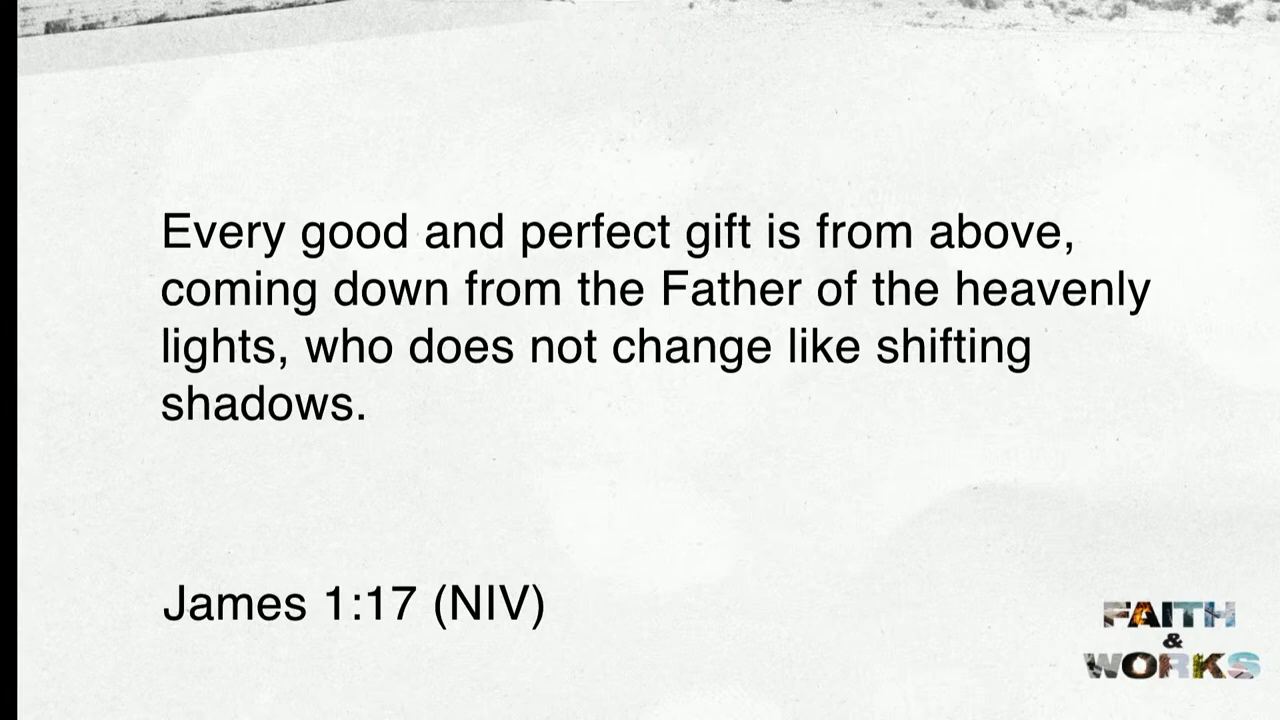 Every good and perfect gift is from above,
coming down from the Father of the heavenly
lights, who does not change like shifting
shadows.
James 1:17 (NIV)
FAITH
&
WORKS